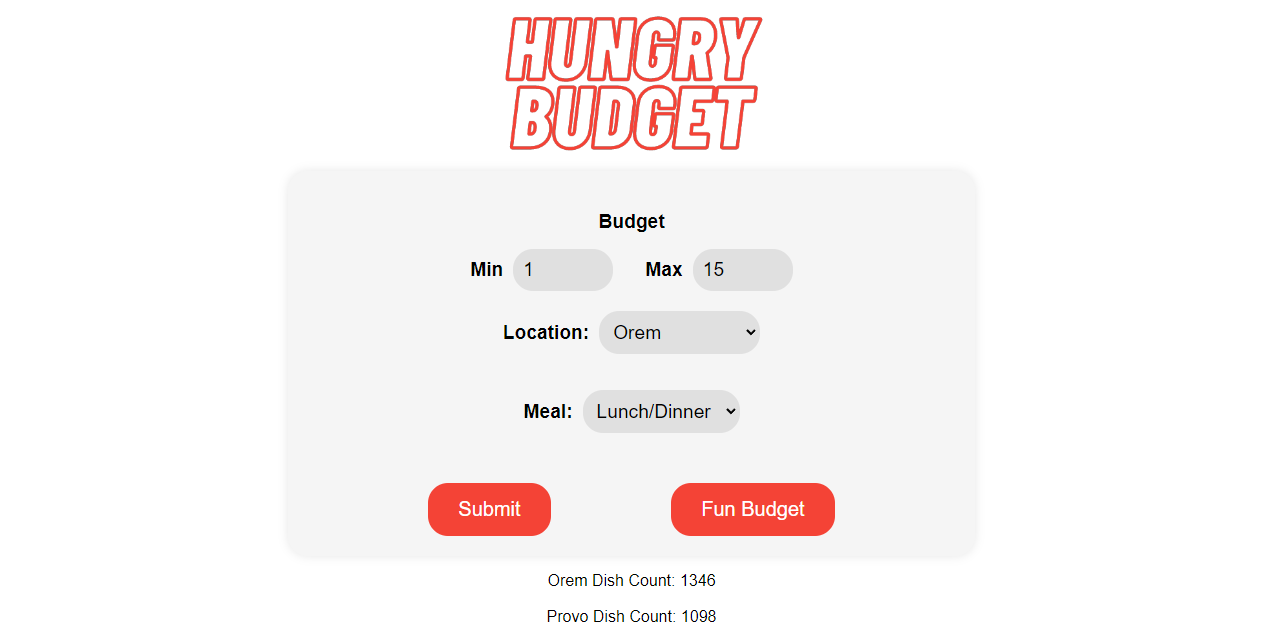 HUNGRY
BUDGET
Budget
Min 1 Max 15
Location: Orem
Meal: Lunch/Dinner
Submit Fun Budget
Orem Dish Count: 1346
Provo Dish Count: 1098